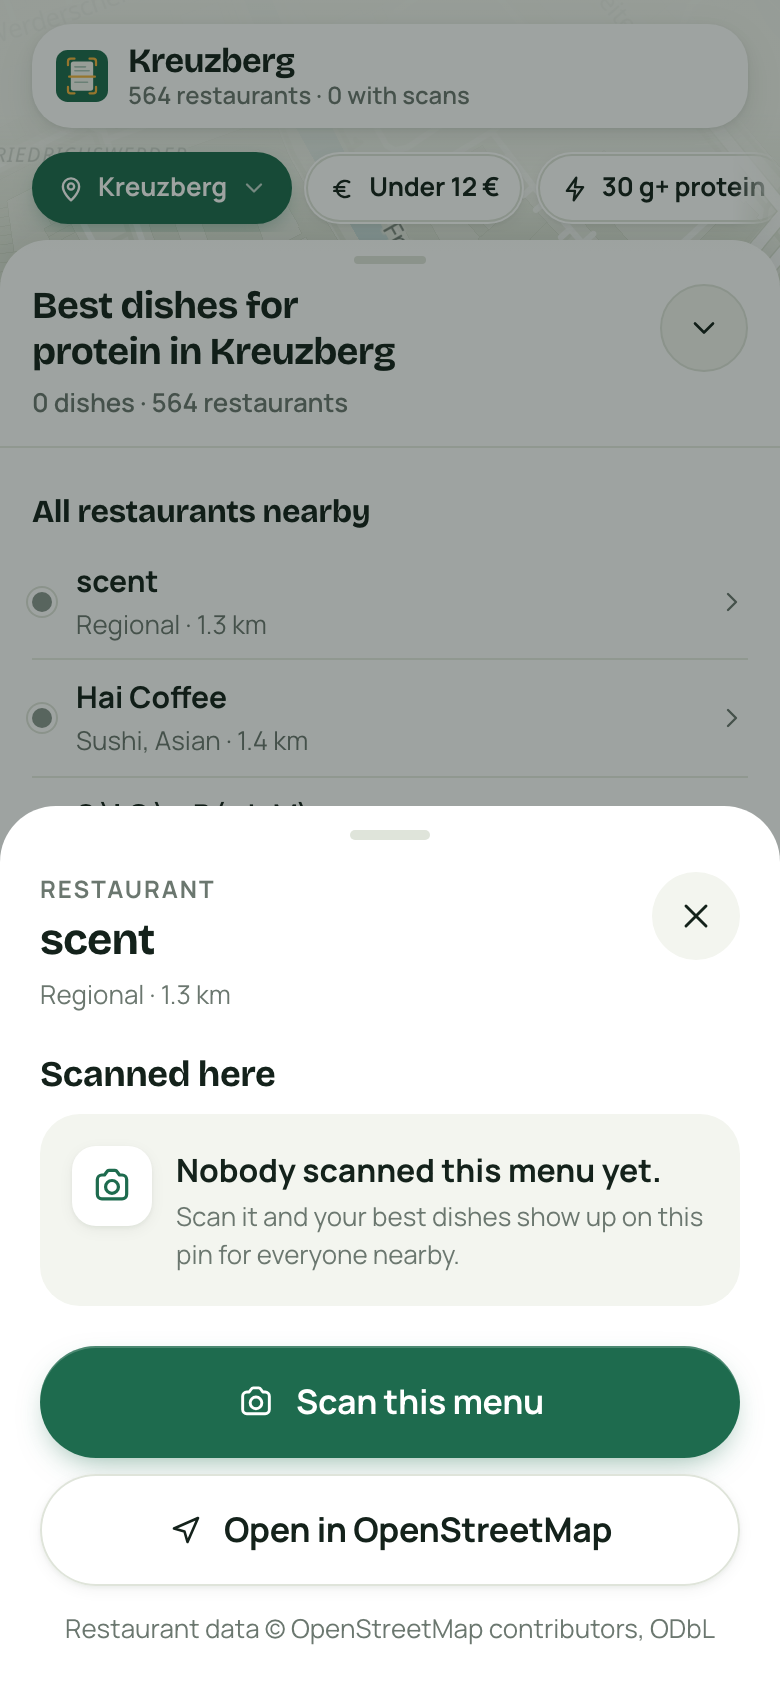 Kreuzberg
564 restaurants · 0 with scans
Kreuzberg
€ Under 12 €
30 g+ protein
Best dishes for
protein in Kreuzberg
0 dishes · 564 restaurants
All restaurants nearby
scent
Regional · 1.3 km
Hai Coffee
Sushi, Asian · 1.4 km
RESTAURANT
scent
Regional · 1.3 km
Scanned here
Nobody scanned this menu yet.
Scan it and your best dishes show up on this
pin for everyone nearby.
Scan this menu
Open in OpenStreetMap
Restaurant data © OpenStreetMap contributors, ODbL